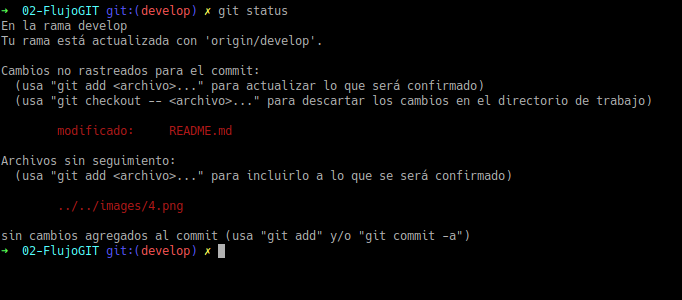 ➜  02-FlujoGIT git:(develop) ✗ git status
En la rama develop
Tu rama está actualizada con 'origin/develop'.
Cambios no rastreados para el commit:
  (usa "git add <archivo>..." para actualizar lo que será confirmado)
  (usa "git checkout -- <archivo>..." para descartar los cambios en el directorio de trabajo)
        modificado:     README.md
Archivos sin seguimiento:
  (usa "git add <archivo>..." para incluirlo a lo que se será confirmado)
        ../../images/4.png
sin cambios agregados al commit (usa "git add" y/o "git commit -a")
➜  02-FlujoGIT git:(develop) ✗